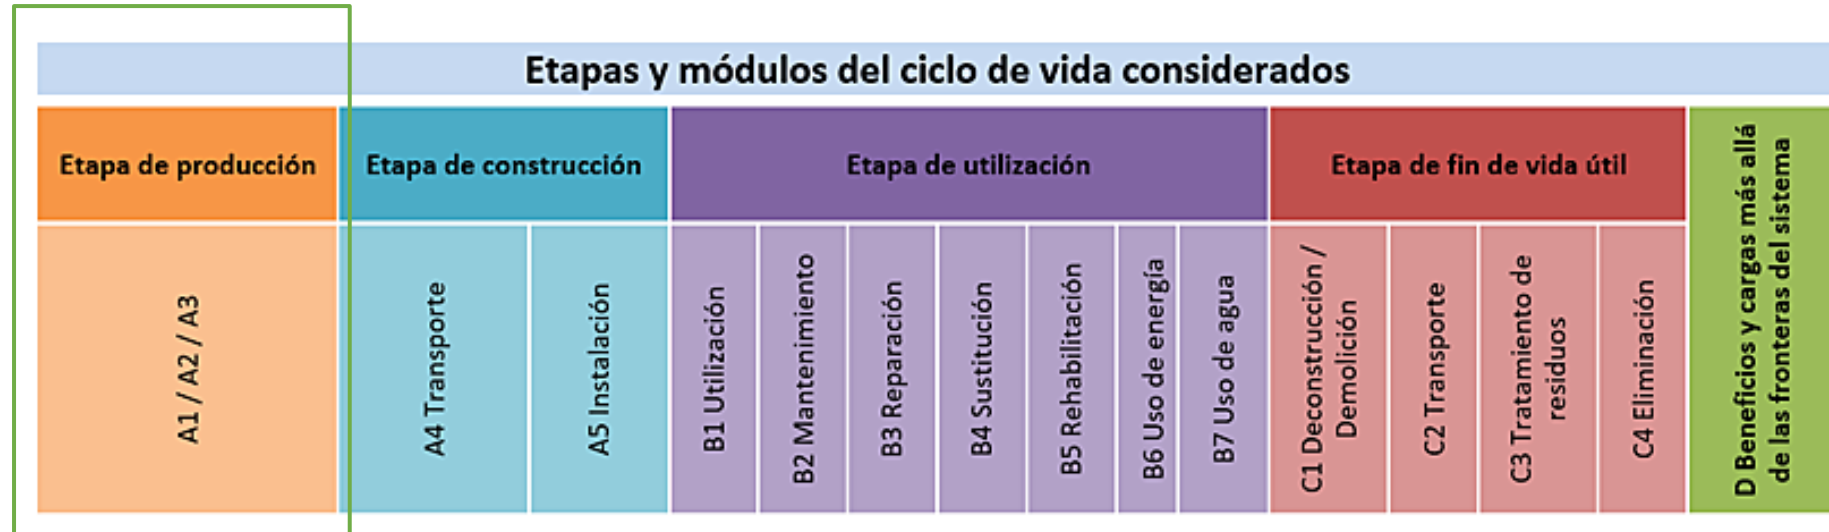 Etapas y módulos del ciclo de vida considerados
Etapa de producción
Etapa de construcción
Etapa de utilización
Etapa de fin de vida útil
A1 / A2 / A3
A4 Transporte
A5 Instalación
B1 Utilización
B2 Mantenimiento
B3 Reparación
B4 Sustitución
B5 Rehabilitación
B6 Uso de energía
B7 Uso de agua
C1 Deconstrucción /
Demolición
C2 Transporte
C3 Tratamiento de
residuos
C4 Eliminación
D Beneficios y cargas más allá
de las fronteras del sistema